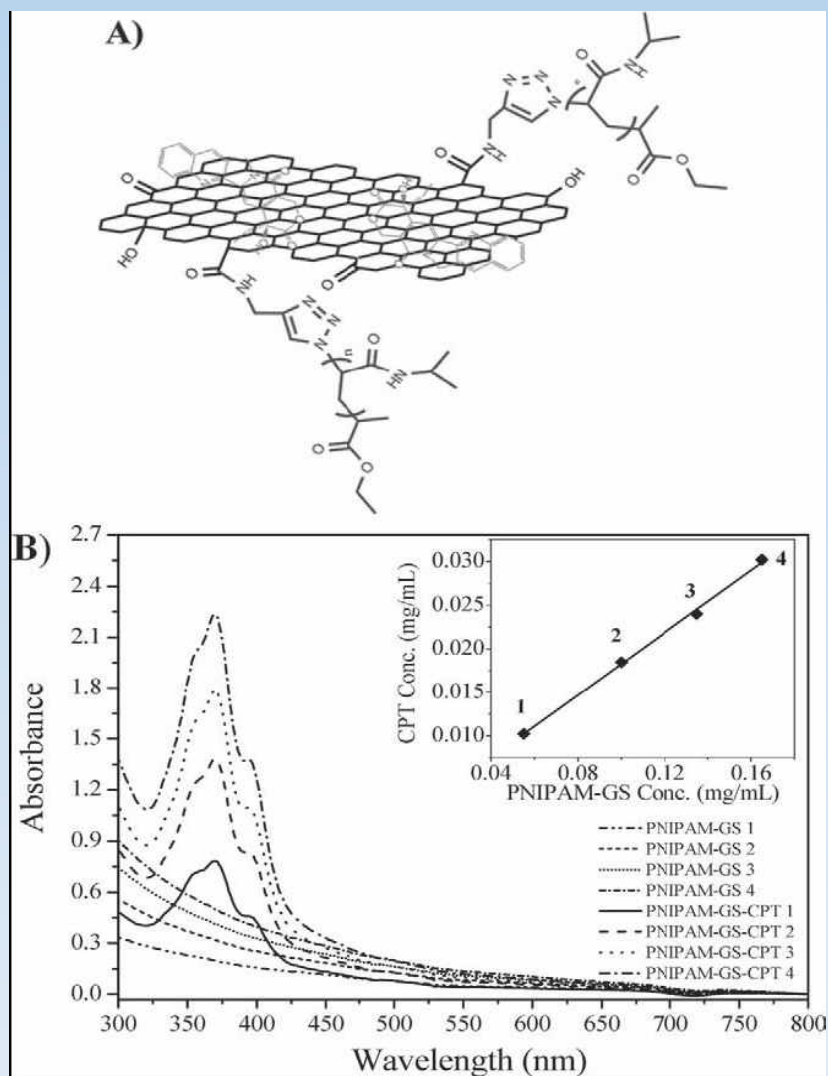 A)
O
NH
N
N
N
n
O
NH
O
O
OH
O
HO
O
NH
O
N
N
N
n
O
HN
O
O
B)
2.7
2.4
2.1
1.8
1.5
1.2
0.9
0.6
0.3
0.0
Absorbance
300 350 400 450 500 550 600 650 700 750 800
Wavelength (nm)
0.030
0.025
0.020
0.015
0.010
CPT Conc. (mg/mL)
1
2
3
4
0.04 0.08 0.12 0.16
PNIPAM-GS Conc. (mg/mL)
PNIPAM-GS 1
PNIPAM-GS 2
PNIPAM-GS 3
PNIPAM-GS 4
PNIPAM-GS-CPT 1
PNIPAM-GS-CPT 2
PNIPAM-GS-CPT 3
PNIPAM-GS-CPT 4